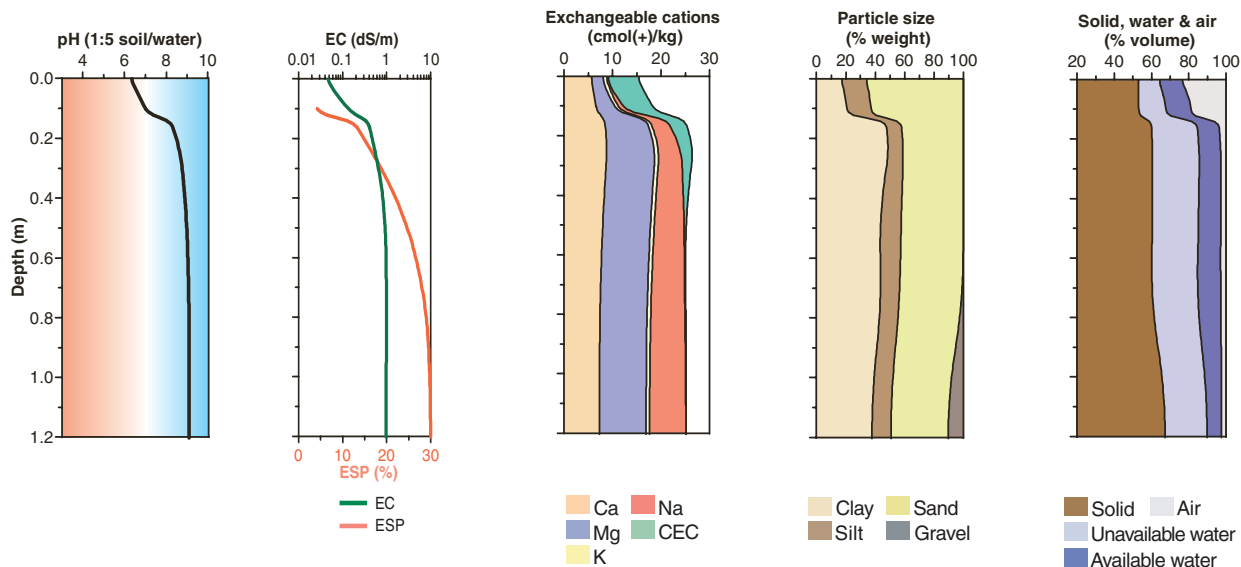 pH (1:5 soil/water)
4 6 8 10
Depth (m)
0.0
0.2
0.4
0.6
0.8
1.0
1.2
EC (dS/m)
0.01 0.1 1 10
0 10 20 30
ESP (%)
EC
ESP
Exchangeable cations
(cmol(+)/kg)
0 10 20 30
Ca Na
Mg CEC
K
Particle size
(% weight)
0 20 40 60 80 100
Clay Sand
Silt Gravel
Solid, water & air
(% volume)
20 40 60 80 100
Solid Air
Unavailable water
Available water